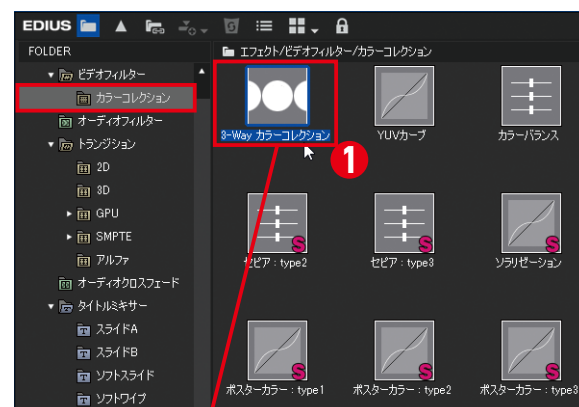 EDIUS
FOLDER
エフェクト/ビデオフィルター/カラーコレクション
ビデオフィルター
カラーコレクション
オーディオフィルター
トランジション
2D
3D
GPU
SMPTE
アルファ
オーディオクロスフェード
タイトルミキサー
スライドA
スライドB
ソフトスライド
ソフトワイプ
3-Way カラーコレクション
YUVカーブ
カラーバランス
1
S
S
セピア : type2
セピア : type3
ソラリゼーション
S
S
S
S
ポスターカラー : type1
ポスターカラー : type2
ポスターカラー : type3